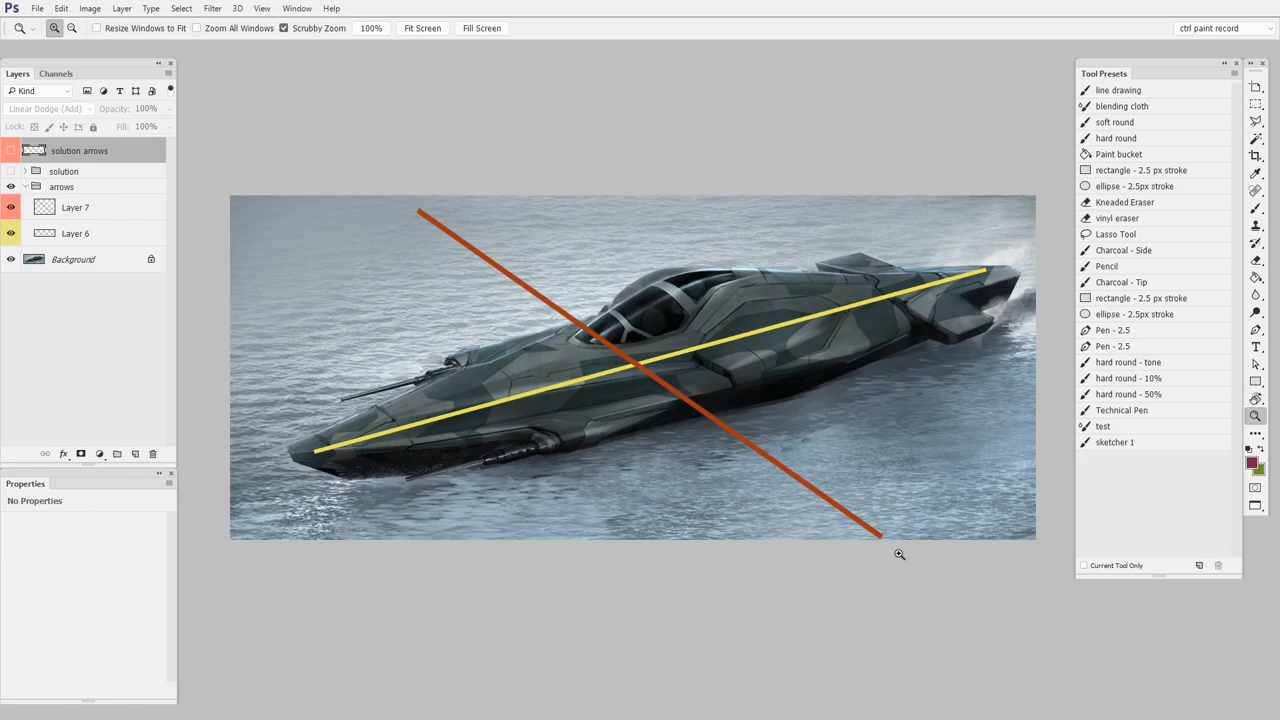 Ps File Edit Image Layer Type Select Filter 3D View Window Help
Resize Windows to Fit Zoom All Windows Scrubby Zoom 100% Fit Screen Fill Screen ctrl paint record
Layers Channels
Kind
Linear Dodge (Add) Opacity: 100%
Lock: Fill: 100%
solution arrows
solution
arrows
Layer 7
Layer 6
Background
fx
Properties
No Properties
Tool Presets
line drawing
blending cloth
soft round
hard round
Paint bucket
rectangle - 2.5 px stroke
ellipse - 2.5px stroke
Kneaded Eraser
vinyl eraser
Lasso Tool
Charcoal - Side
Pencil
Charcoal - Tip
rectangle - 2.5 px stroke
ellipse - 2.5px stroke
Pen - 2.5
Pen - 2.5
hard round - tone
hard round - 10%
hard round - 50%
Technical Pen
test
sketcher 1
Current Tool Only